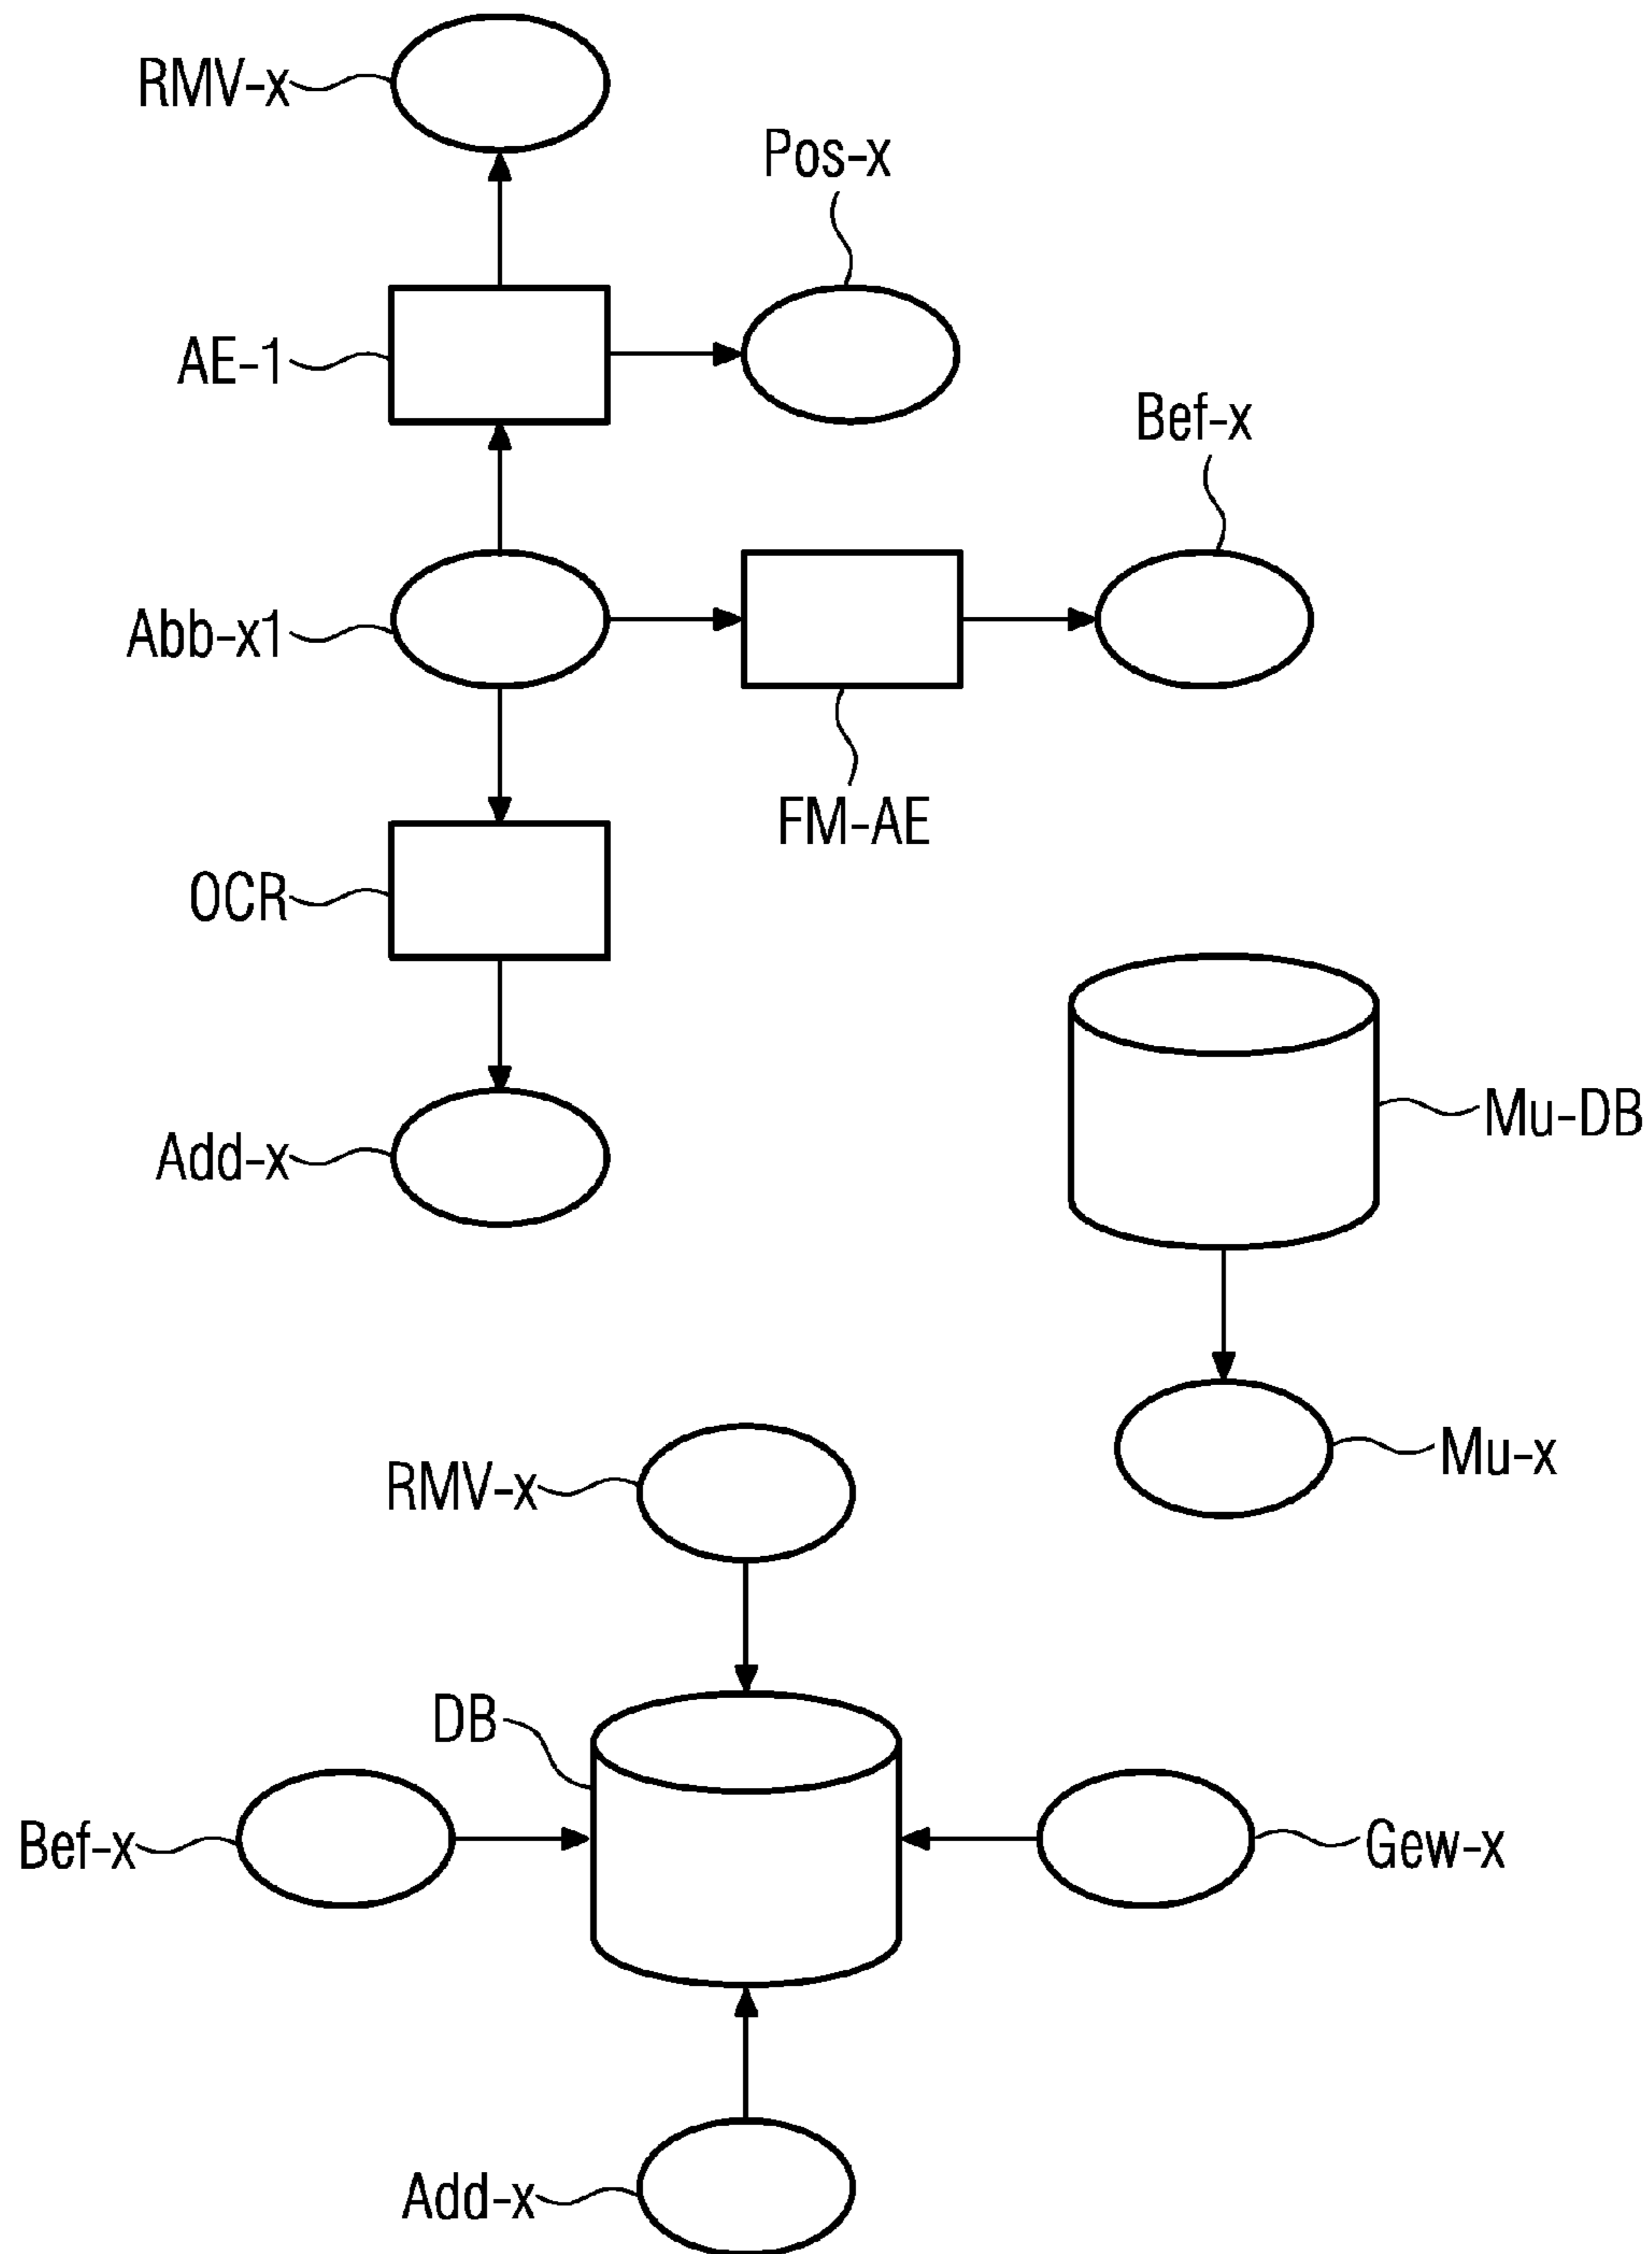 RMV-x
Pos-x
AE-1
Bef-x
Abb-x1
FM-AE
OCR
Mu-DB
Add-x
Mu-x
RMV-x
DB
Bef-x
Gew-x
Add-x